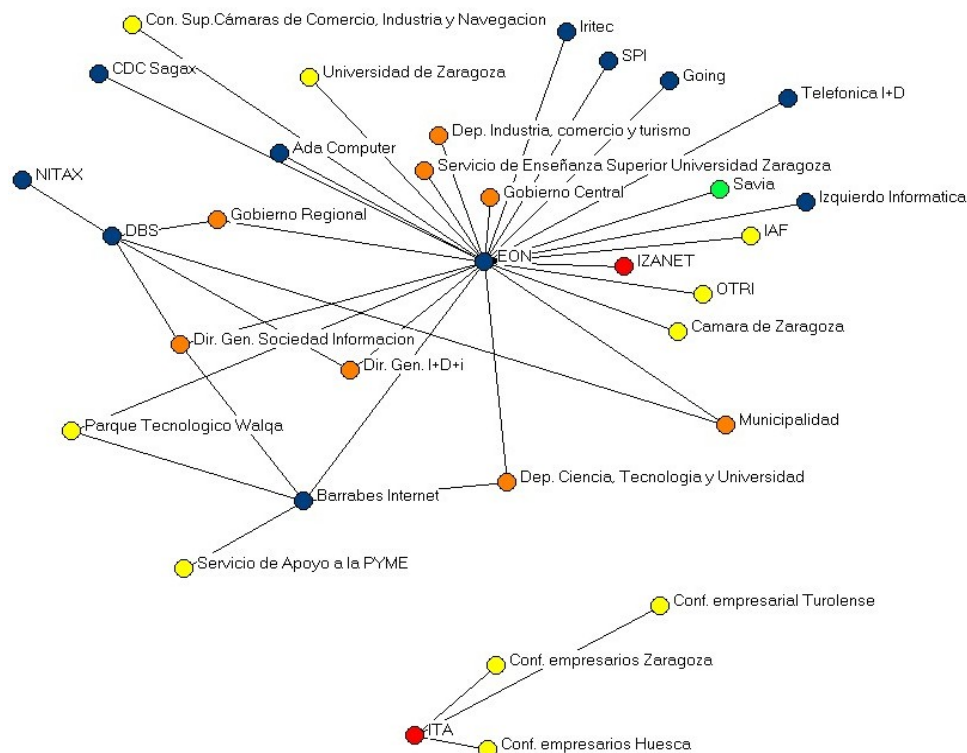 Con. Sup.Cámaras de Comercio, Industria y Navegacion
Iritec
SPI
CDC Sagax
Universidad de Zaragoza
Going
Telefonica I+D
Dep. Industria, comercio y turismo
Ada Computer
Servicio de Enseñanza Superior Universidad Zaragoza
NITAX
Gobierno Central
Savia
Izquierdo Informatica
Gobierno Regional
DBS
IAF
EON
IZANET
OTRI
Camara de Zaragoza
Dir. Gen. Sociedad Informacion
Dir. Gen. I+D+i
Municipalidad
Parque Tecnologico Walqa
Dep. Ciencia, Tecnologia y Universidad
Barrabes Internet
Servicio de Apoyo a la PYME
Conf. empresarial Turolense
Conf. empresarios Zaragoza
ITA
Conf. empresarios Huesca